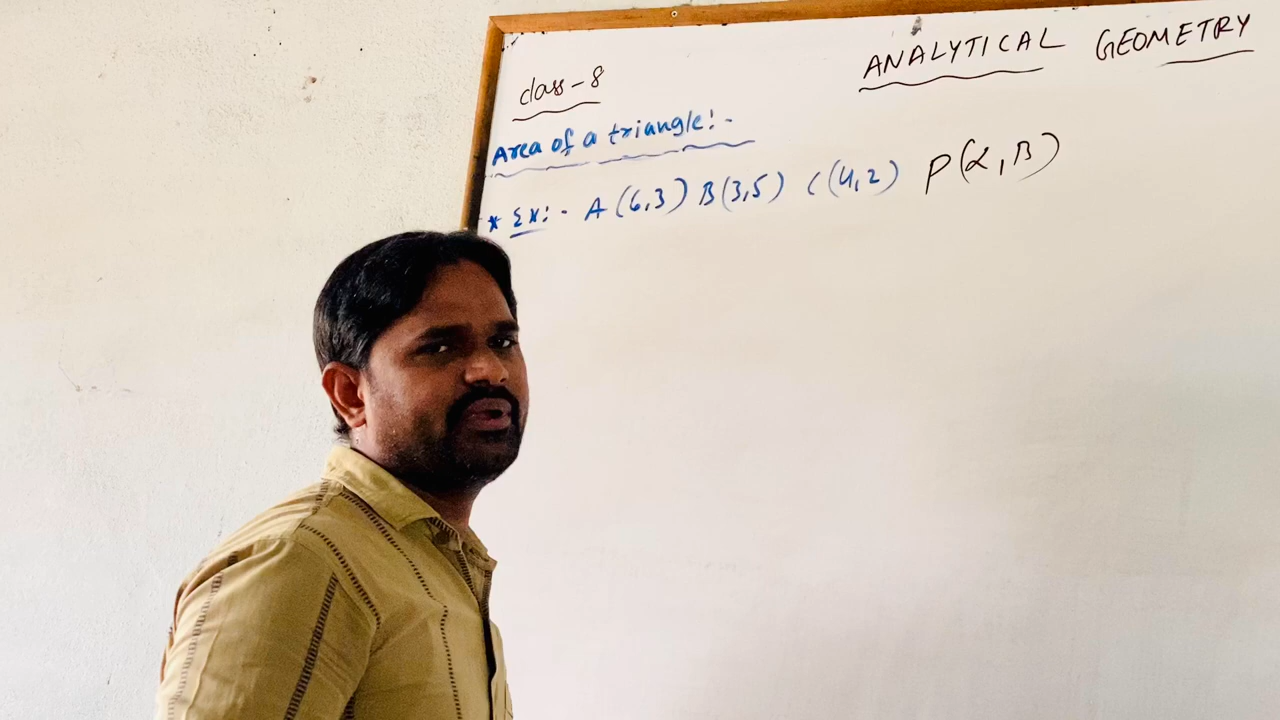 ANALYTICAL GEOMETRY
class-8
Area of a triangle:-
* Ex:- A(6,3) B(3,5) C(4,2) P(α,β)